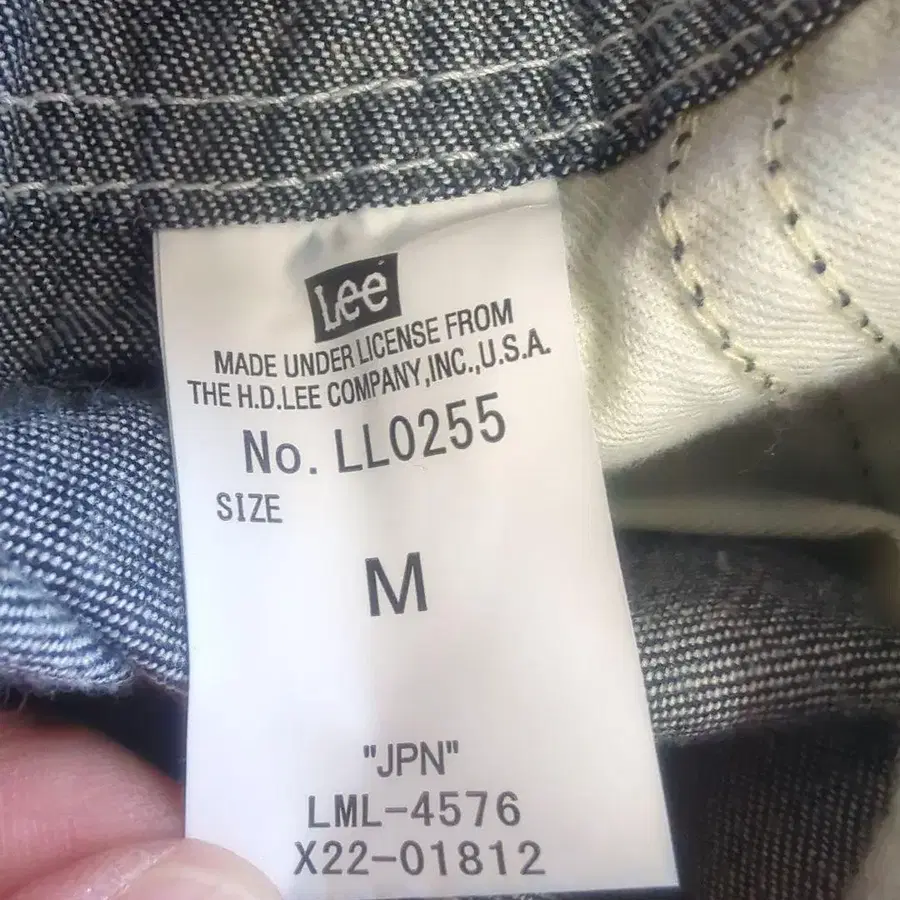 Lee
MADE UNDER LICENSE FROM
THE H.D.LEE COMPANY,INC.,U.S.A.
No. LL0255
SIZE
M
"JPN"
LML-4576
X22-01812